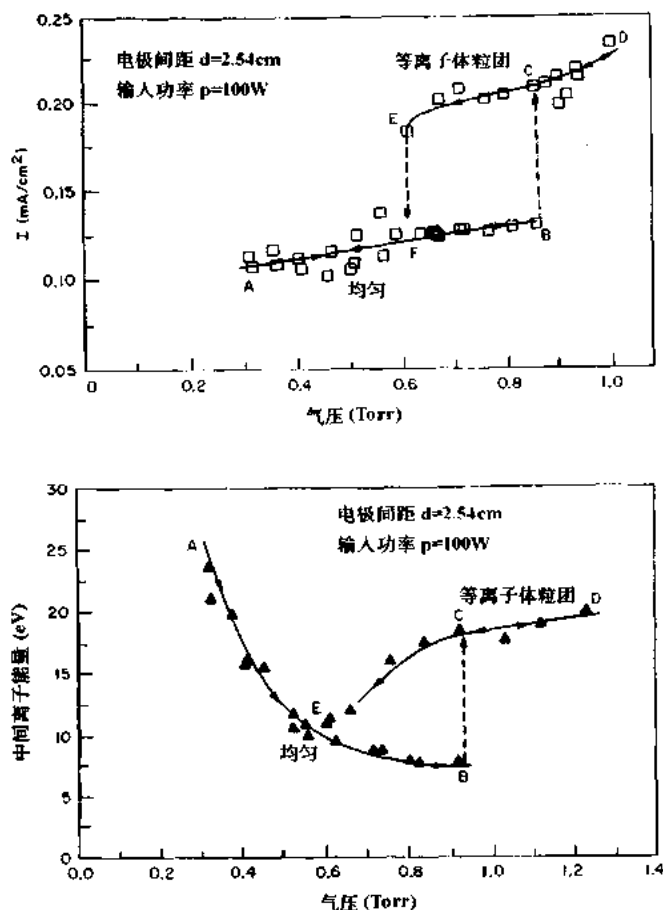 0.25
电极间距 d=2.54cm
输入功率 p=100W
等离子体粒团
D
C
0.20
E
I (mA/cm²)
0.15
B
F
0.10
A
均匀
0.05
0 0.2 0.4 0.6 0.8 1.0
气压 (Torr)
30
电极间距 d=2.54cm
输入功率 p=100W
A
25
等离子体粒团
D
C
20
中间离子能量 (eV)
15
E
10
均匀
B
5
0
0 0.2 0.4 0.6 0.8 1.0 1.2 1.4
气压 (Torr)